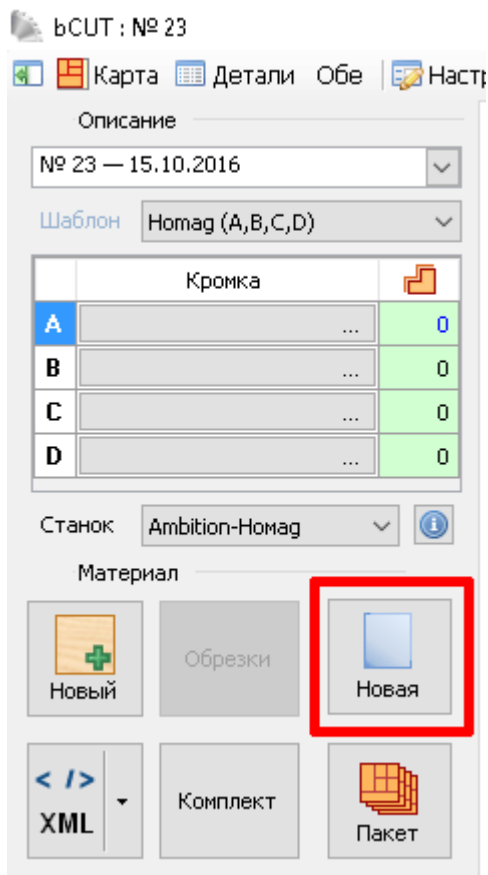 bCUT : № 23
Карта Детали Обе Наст
Описание
№ 23 — 15.10.2016
Шаблон Homag (A,B,C,D)
Кромка
A ... 0
B ... 0
C ... 0
D ... 0
Станок Ambition-Homag
Материал
Новый Обрезки Новая
< />
XML Комплект Пакет